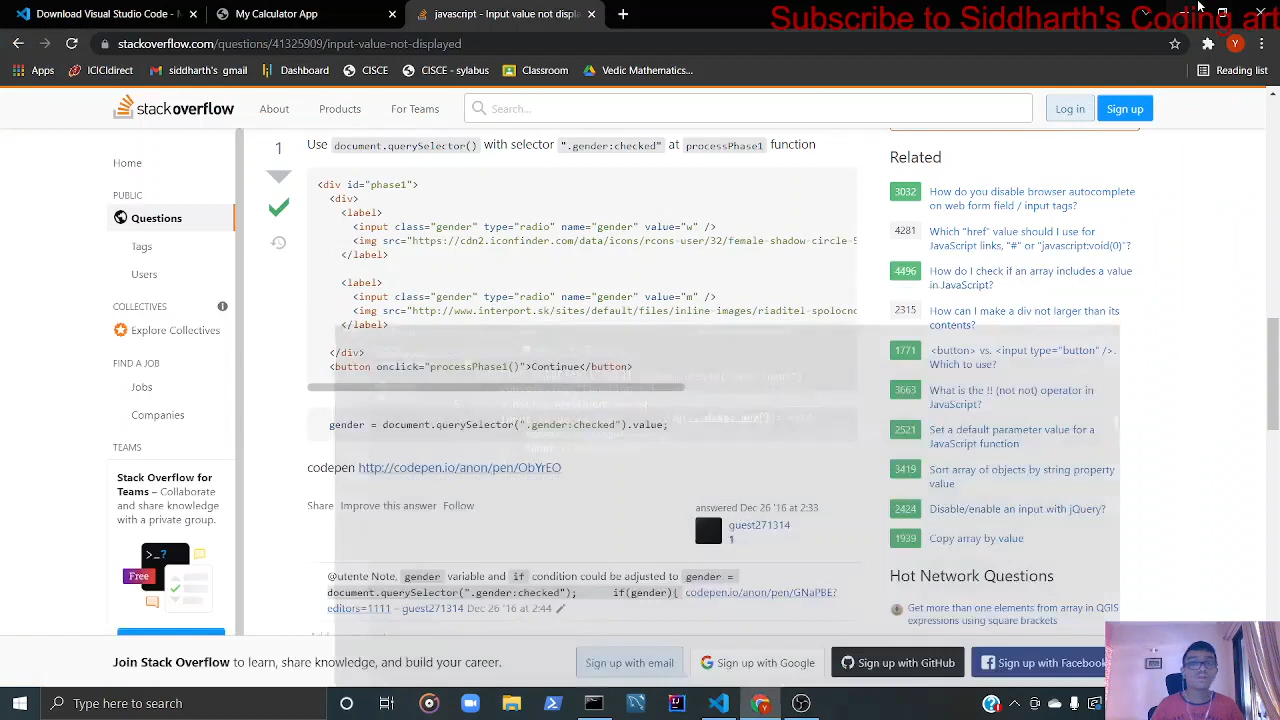 Download Visual Studio Code - M
My Calculator App
javascript - Input value not displa
Subscribe to Siddharth's Coding art
stackoverflow.com/questions/41325909/input-value-not-displayed
Y
Apps
ICICIdirect
siddharth's gmail
Dashboard
CISCE
CISCE - sylabus
Classroom
Vedic Mathematic...
Reading list
stackoverflow
About
Products
For Teams
Search...
Log in
Sign up
Home
PUBLIC
Questions
Tags
Users
COLLECTIVES
Explore Collectives
FIND A JOB
Jobs
Companies
TEAMS
Stack Overflow for
Teams – Collaborate
and share knowledge
with a private group.
>_?
Free
1
Use document.querySelector() with selector ".gender:checked" at processPhase1 function
<div id="phase1">
<div>
<label>
<input class="gender" type="radio" name="gender" value="w" />
<img src="https://cdn2.iconfinder.com/data/icons/rcons-user/32/female-shadow-circle-5
</label>
<label>
<input class="gender" type="radio" name="gender" value="m" />
<img src="http://www.interport.sk/sites/default/files/inline-images/riaditel-spolocno
</label>
</div>
<button onclick="processPhase1()">Continue</button>
gender = document.querySelector(".gender:checked").value;
codepen http://codepen.io/anon/pen/ObYrEO
Share Improve this answer Follow
answered Dec 26 '16 at 2:33
guest271314
1
@utente Note, gender variable and if condition could be adjusted to gender =
document.querySelector(".gender:checked"); if(gender){ codepen.io/anon/pen/GNaPBE?
editors=1111 – guest271314 Dec 26 '16 at 2:44
Related
3032 How do you disable browser autocomplete
on web form field / input tags?
4281 Which "href" value should I use for
JavaScript links, "#" or "javascript:void(0)"?
4496 How do I check if an array includes a value
in JavaScript?
2315 How can I make a div not larger than its
contents?
1771 <button> vs. <input type="button" />.
Which to use?
3663 What is the !! (not not) operator in
JavaScript?
2521 Set a default parameter value for a
JavaScript function
3419 Sort array of objects by string property
value
2424 Disable/enable an input with jQuery?
1939 Copy array by value
Hot Network Questions
Get more than one elements from array in QGIS
expressions using square brackets
Join Stack Overflow to learn, share knowledge, and build your career.
Sign up with email
Sign up with Google
Sign up with GitHub
Sign up with Facebook
Type here to search